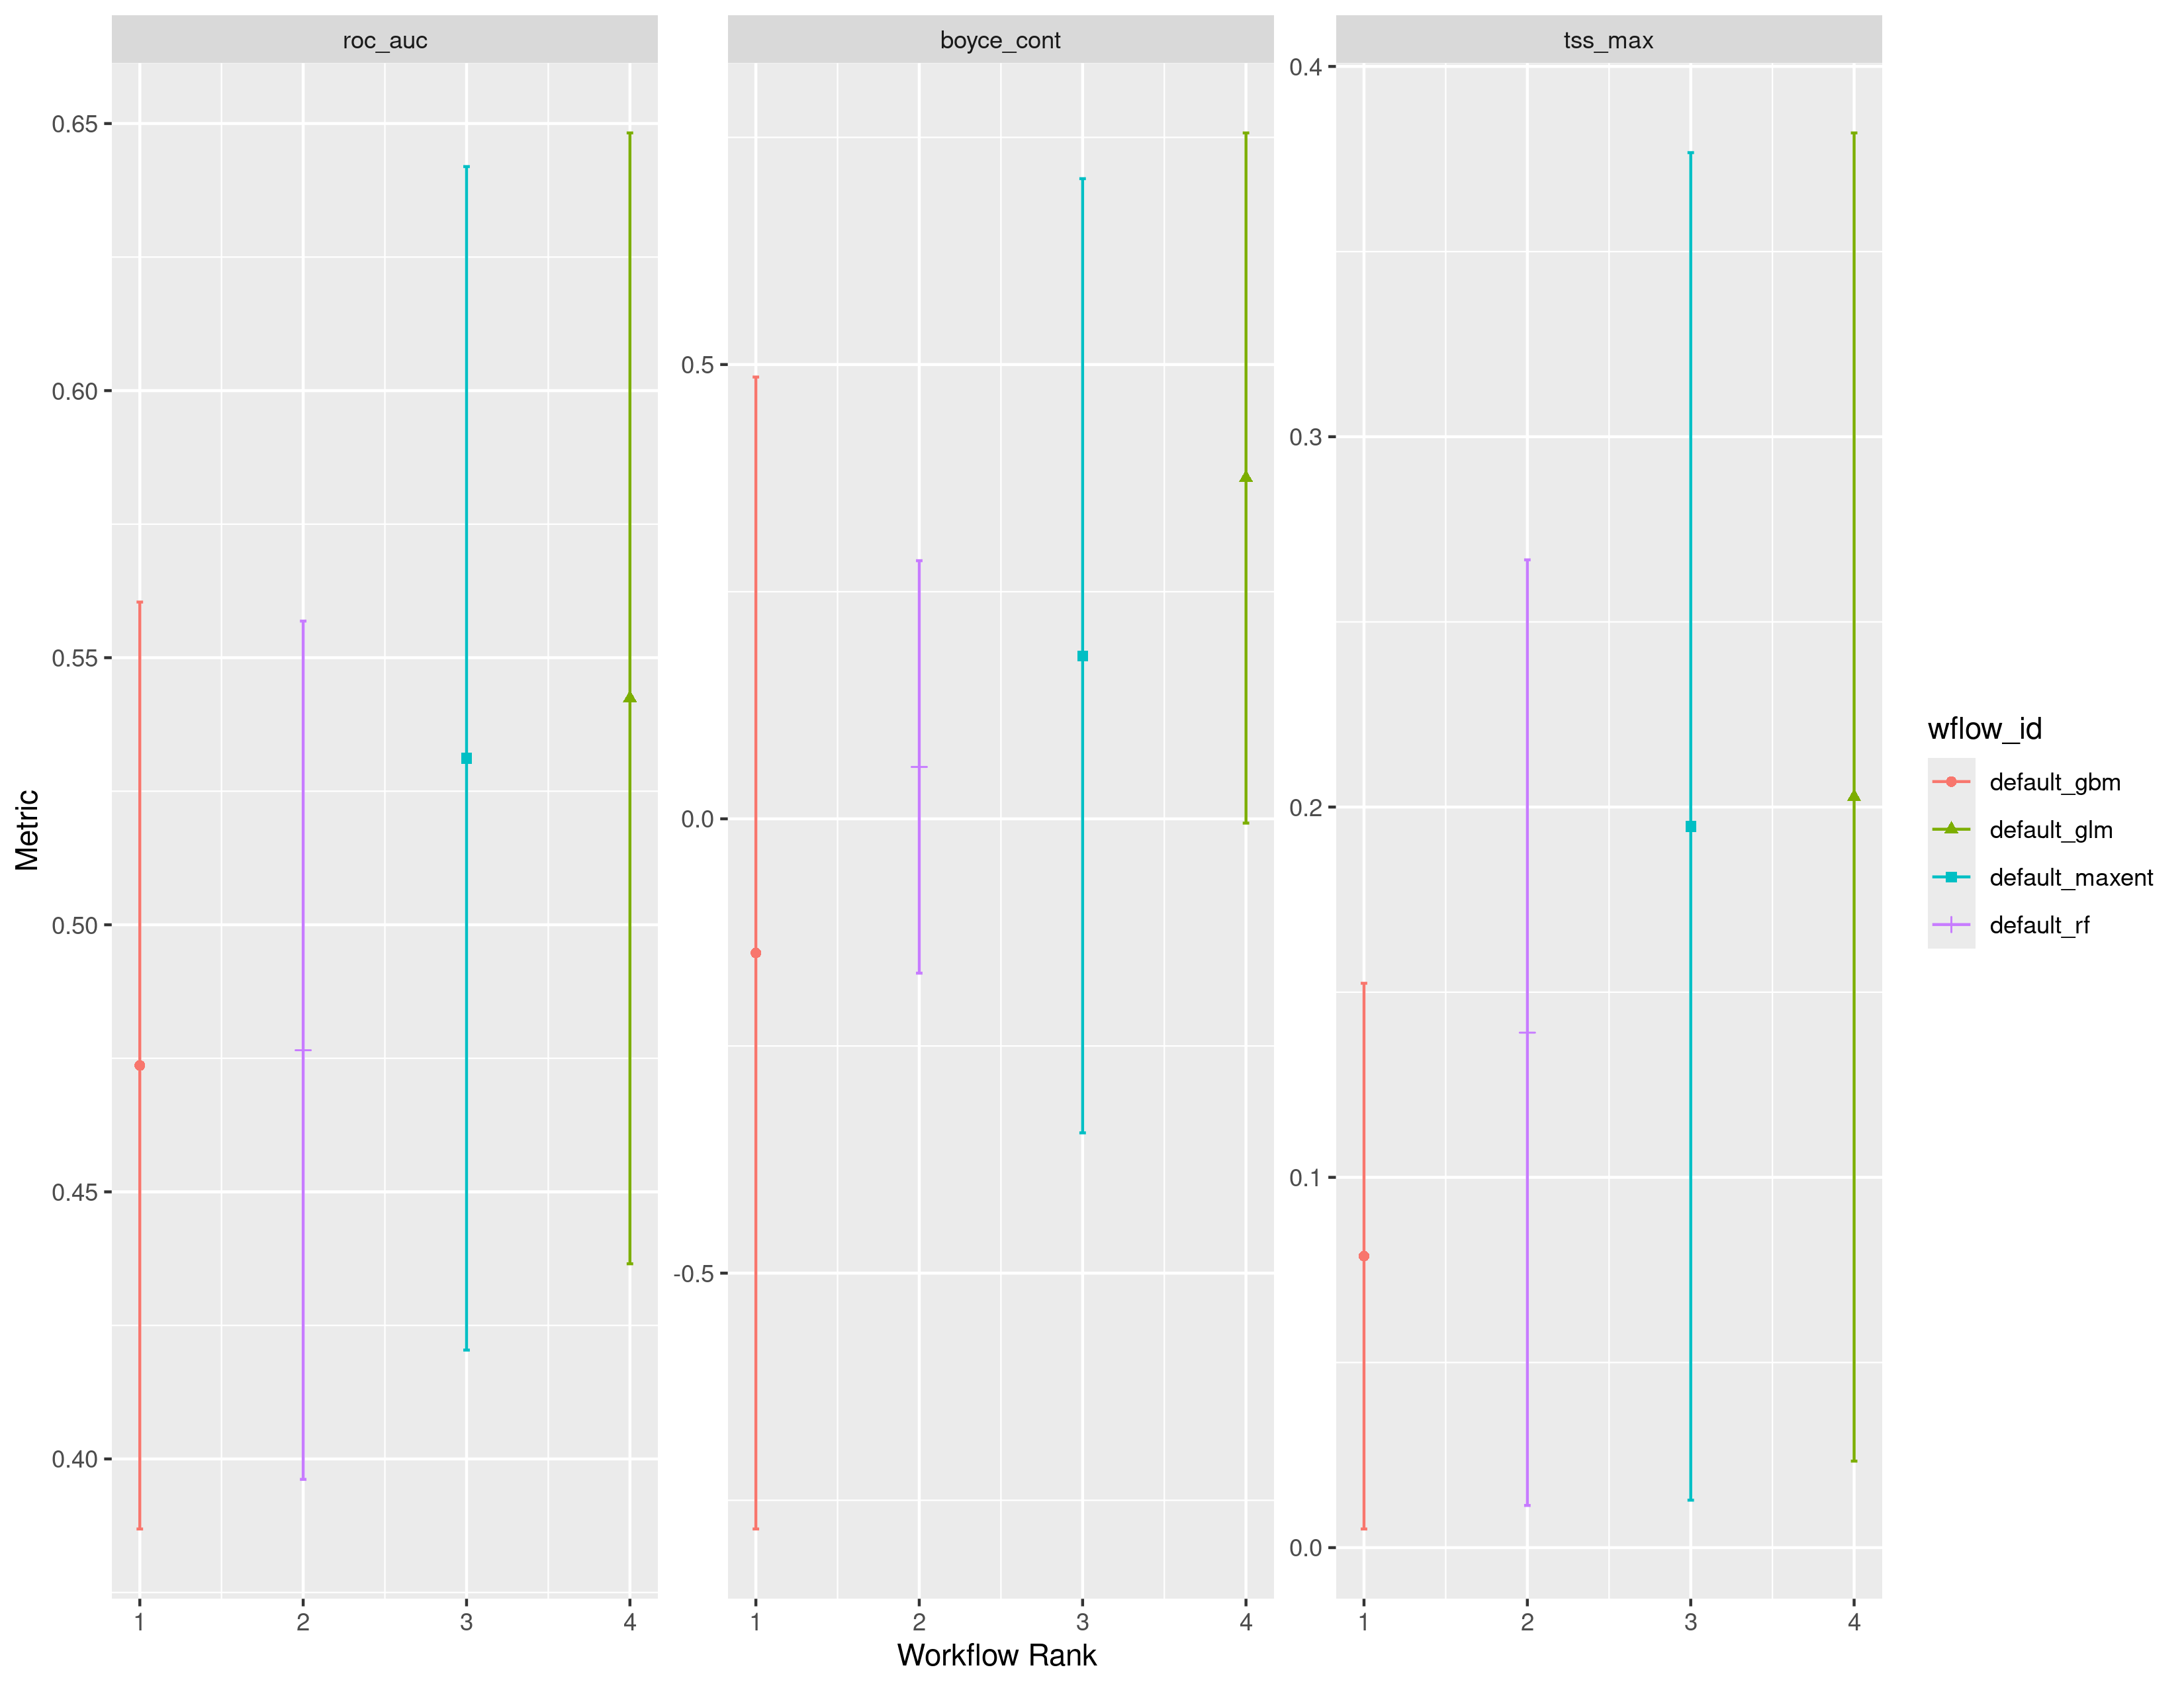 roc_auc
boyce_cont
tss_max
Metric
0.65
0.60
0.55
0.50
0.45
0.40
0.5
0.0
-0.5
0.4
0.3
0.2
0.1
0.0
1 2 3 4
1 2 3 4
1 2 3 4
Workflow Rank
wflow_id
default_gbm
default_glm
default_maxent
default_rf